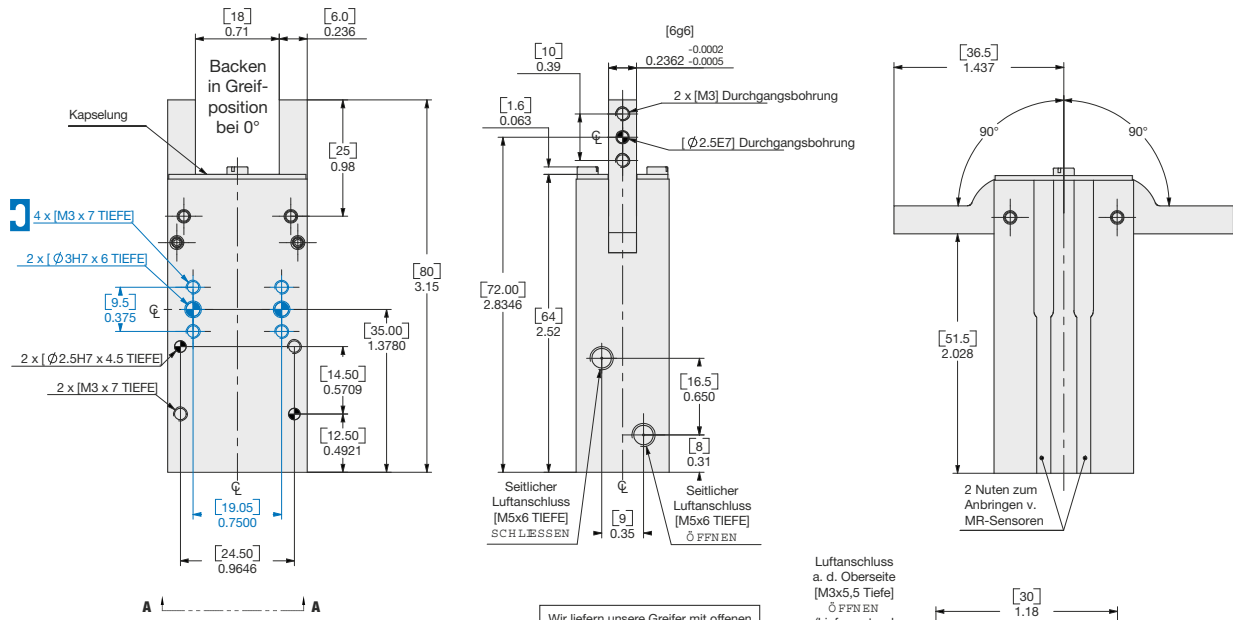 [18]
0.71
[6.0]
0.236
Backen
in Greif-
position
bei 0°
Kapselung
[25]
0.98
4 x [M3 x 7 TIEFE]
2 x [Ø3H7 x 6 TIEFE]
[9.5]
0.375
℄
2 x [Ø2.5H7 x 4.5 TIEFE]
2 x [M3 x 7 TIEFE]
[80]
3.15
[35.00]
1.3780
[14.50]
0.5709
[12.50]
0.4921
℄
[19.05]
0.7500
[24.50]
0.9646
A
A
[6g6]
0.2362 -0.0002
-0.0005
[10]
0.39
[1.6]
0.063
℄
2 x [M3] Durchgangsbohrung
[Ø2.5E7] Durchgangsbohrung
[72.00]
2.8346
[64]
2.52
[16.5]
0.650
[8]
0.31
Seitlicher
Luftanschluss
[M5x6 TIEFE]
SCHLIESSEN
℄
[9]
0.35
Seitlicher
Luftanschluss
[M5x6 TIEFE]
ÖFFNEN
[36.5]
1.437
90°
90°
[51.5]
2.028
2 Nuten zum
Anbringen v.
MR-Sensoren
Wir liefern unsere Greifer mit offenen
Luftanschluss
a. d. Oberseite
[M3x5,5 Tiefe]
ÖFFNEN
[30]
1.18